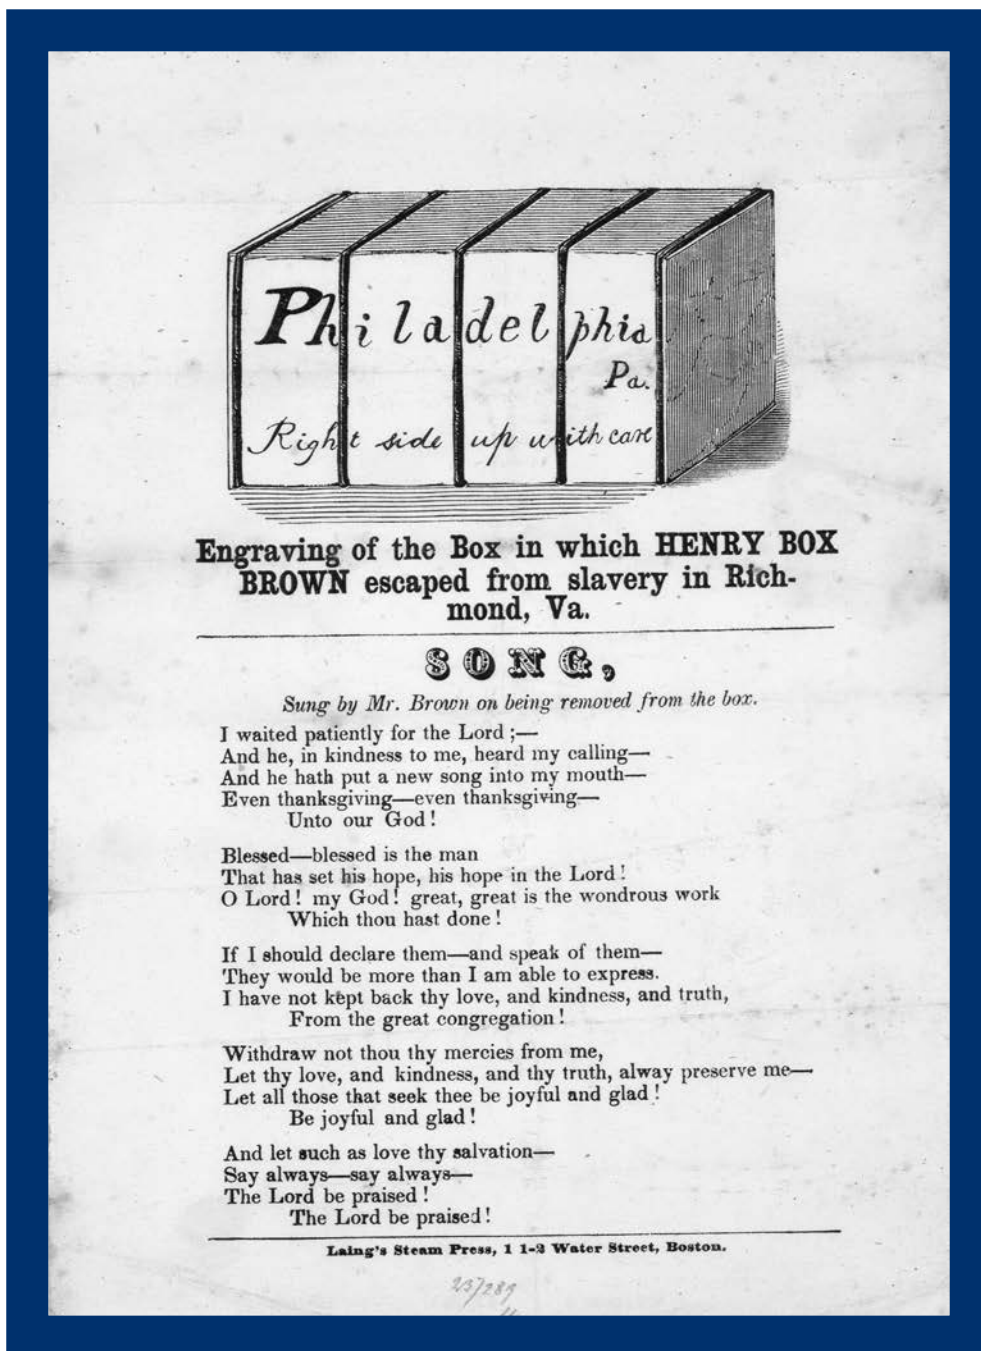 Philadelphia
Pa.
Right side up with care
Engraving of the Box in which HENRY BOX
BROWN escaped from slavery in Rich-
mond, Va.
SONG,
Sung by Mr. Brown on being removed from the box.
I waited patiently for the Lord ;—
And he, in kindness to me, heard my calling—
And he hath put a new song into my mouth—
Even thanksgiving—even thanksgiving—
Unto our God !
Blessed—blessed is the man
That has set his hope, his hope in the Lord !
O Lord ! my God ! great, great is the wondrous work
Which thou hast done !
If I should declare them—and speak of them—
They would be more than I am able to express.
I have not kept back thy love, and kindness, and truth,
From the great congregation !
Withdraw not thou thy mercies from me,
Let thy love, and kindness, and thy truth, alway preserve me—
Let all those that seek thee be joyful and glad !
Be joyful and glad !
And let such as love thy salvation—
Say always—say always—
The Lord be praised !
The Lord be praised !
Laing's Steam Press, 1 1-2 Water Street, Boston.
237289